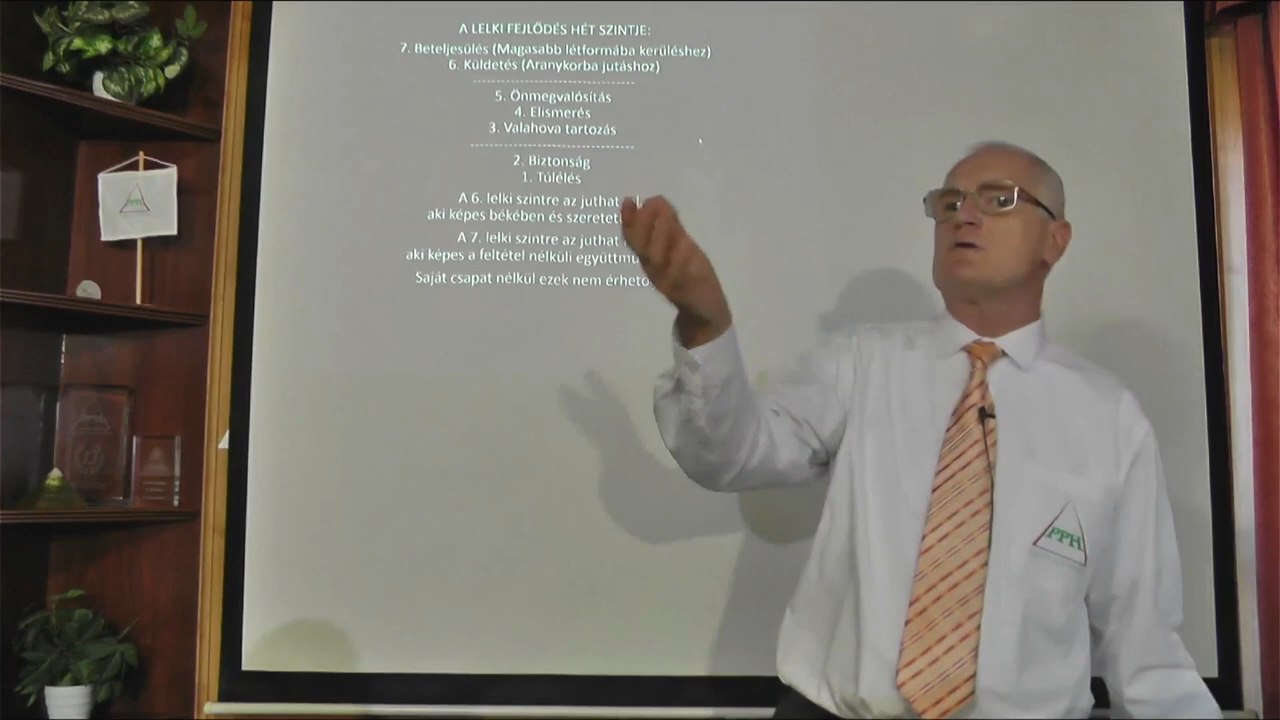 A LELKI FEJLŐDÉS HÉT SZINTJE:
7. Beteljesülés (Magasabb létformába kerüléshez)
6. Küldetés (Aranykorba jutáshoz)
5. Önmegvalósítás
4. Elismerés
3. Valahova tartozás
2. Biztonság
1. Túlélés
A 6. lelki szintre az juthat
aki képes békében és szeretet
A 7. lelki szintre az juthat
aki képes a feltétel nélküli együttmű
Saját csapat nélkül ezek nem érhető
PPH
PPH